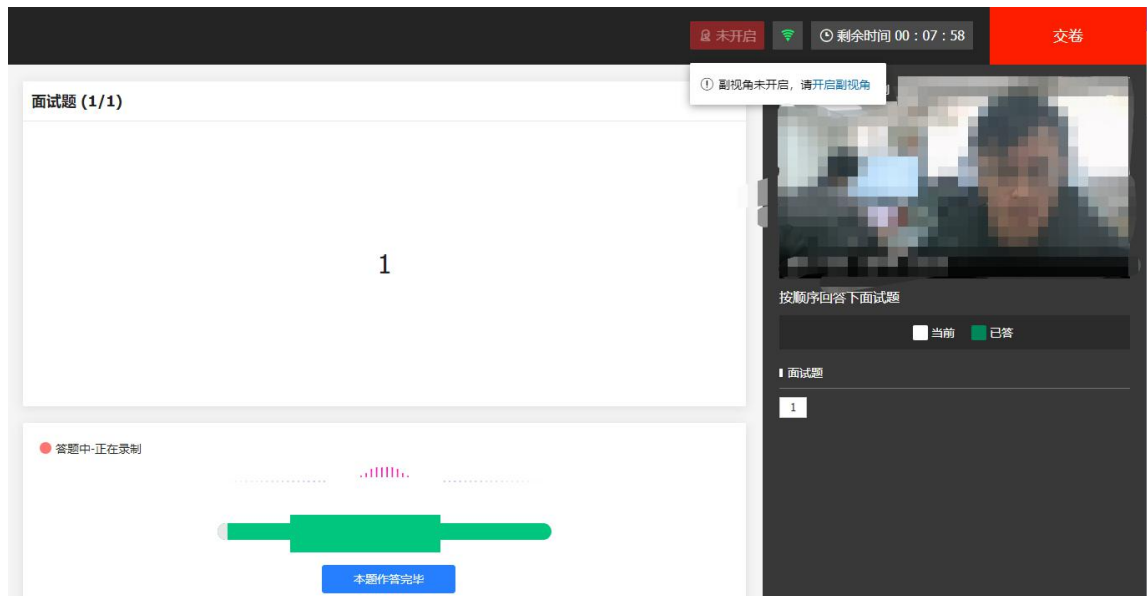 未开启
剩余时间 00：07：58
交卷
副视角未开启，请开启副视角
面试题 (1/1)
1
按顺序回答下面试题
当前
已答
面试题
1
答题中-正在录制
本题作答完毕